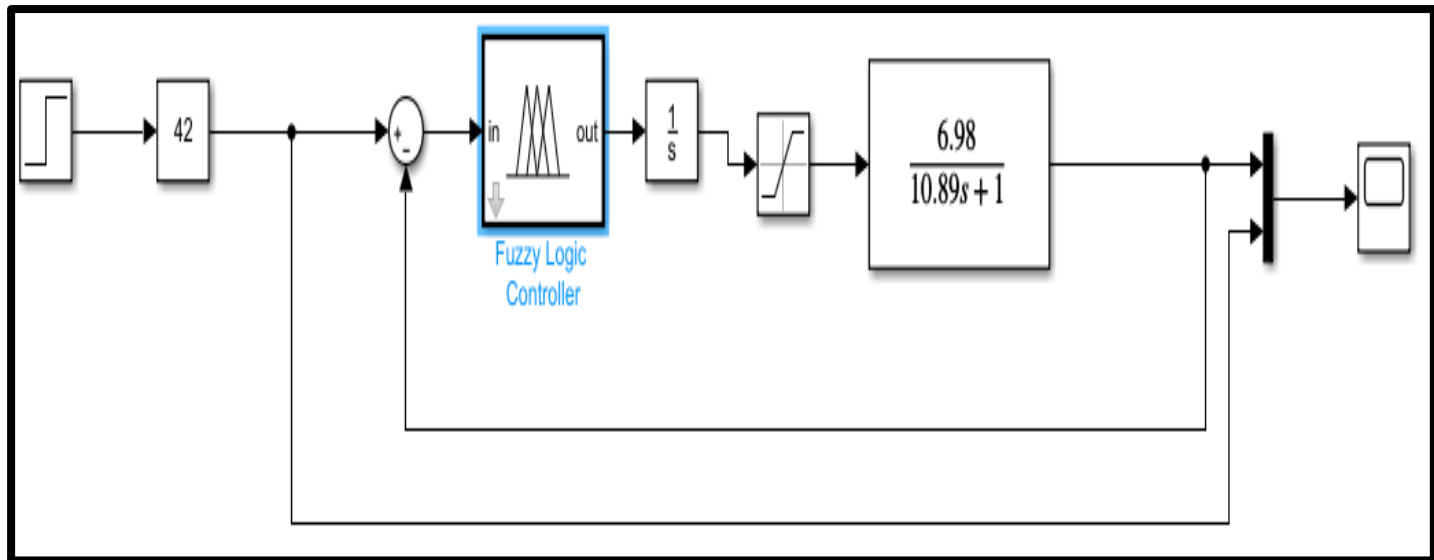 42
+
−
in
out
Fuzzy Logic
Controller
1
s
6.98
10.89s + 1